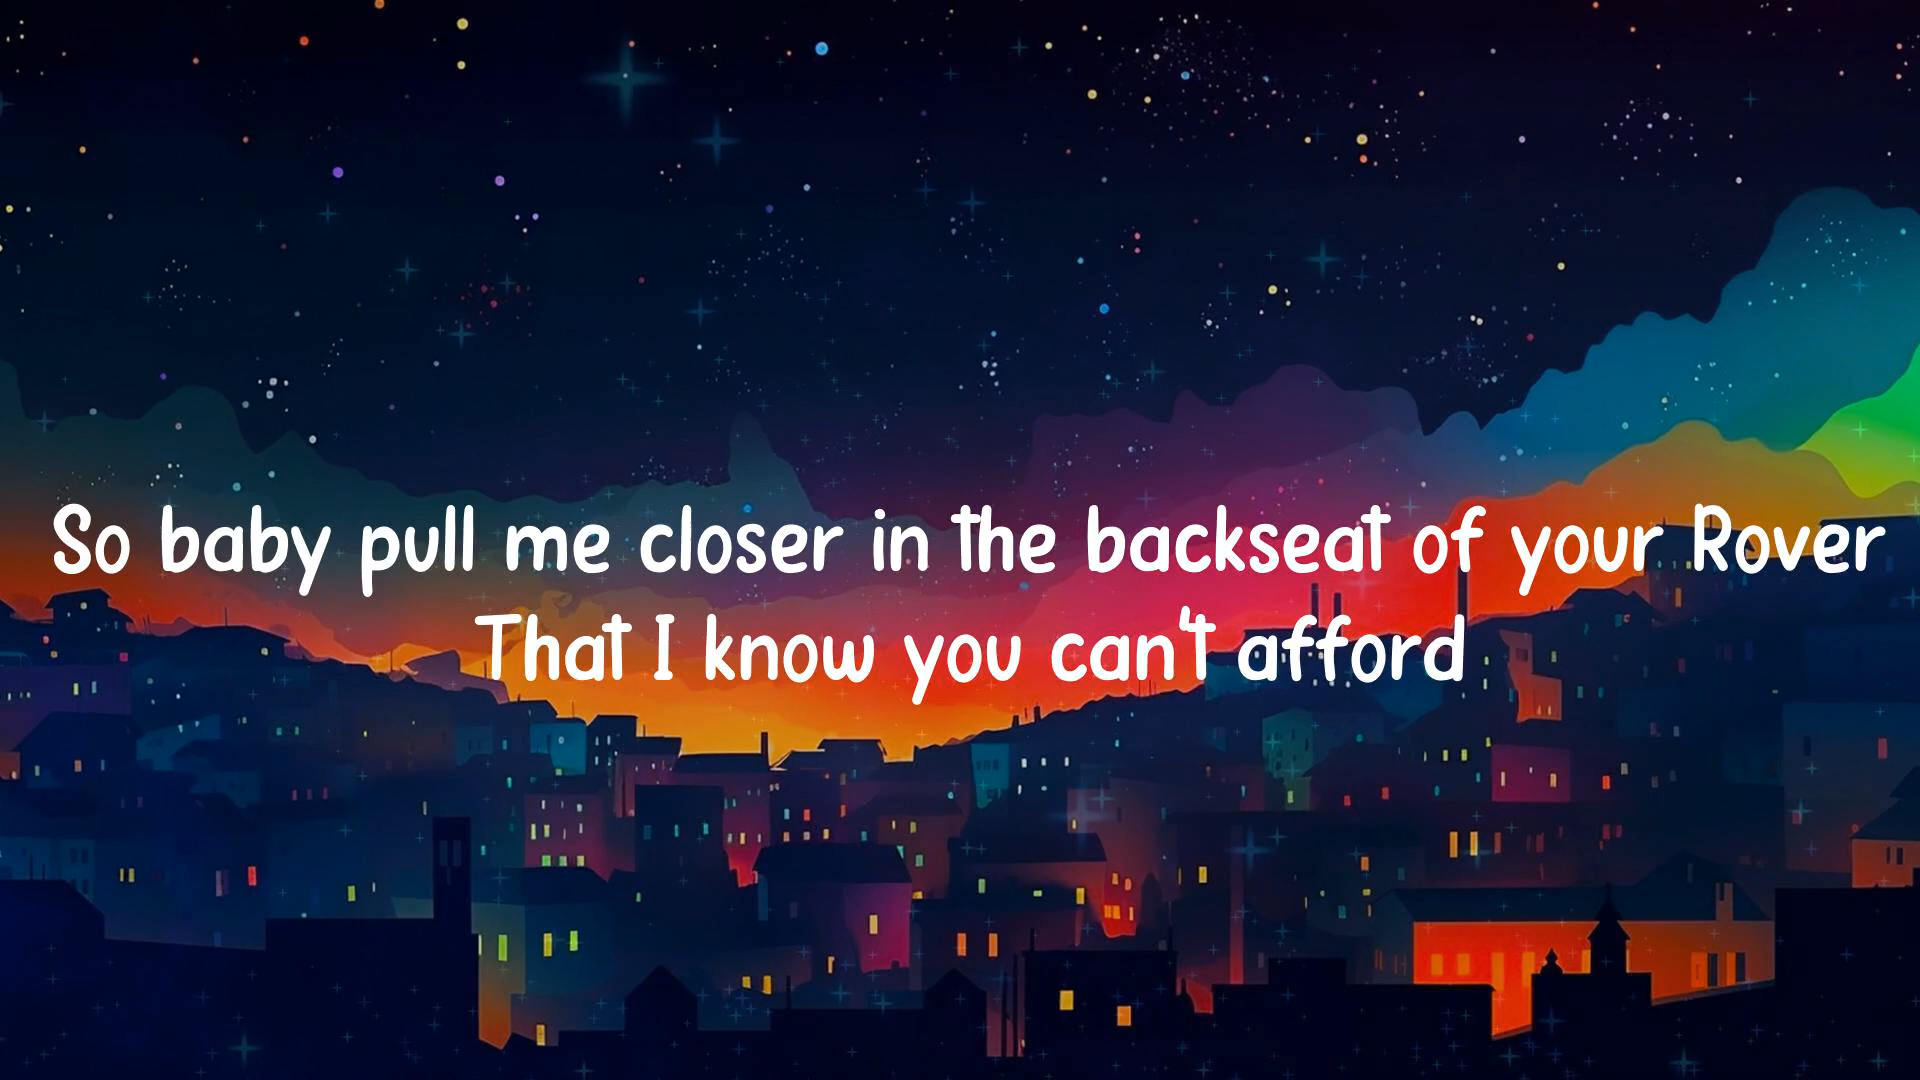 So baby pull me closer in the backseat of your Rover
That I know you can't afford